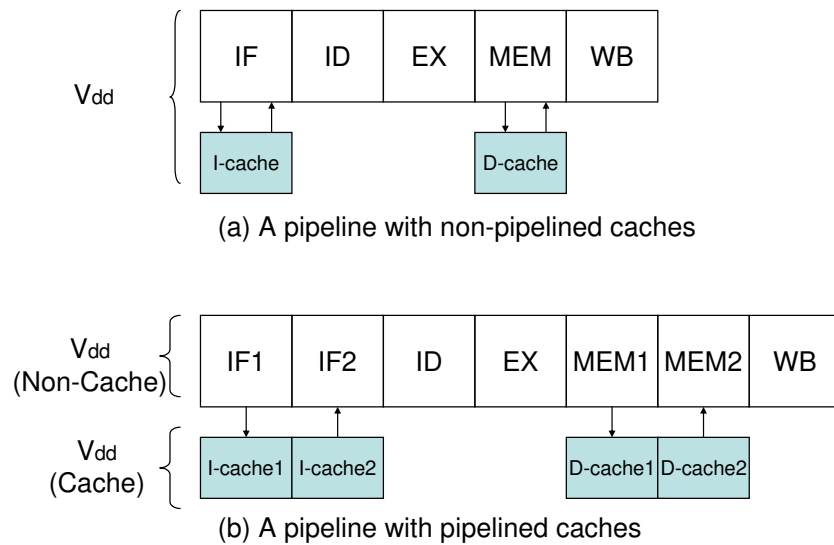 IF ID EX MEM WB
Vdd
I-cache D-cache
(a) A pipeline with non-pipelined caches
Vdd
(Non-Cache)
IF1 IF2 ID EX MEM1 MEM2 WB
Vdd
(Cache)
I-cache1 I-cache2 D-cache1 D-cache2
(b) A pipeline with pipelined caches